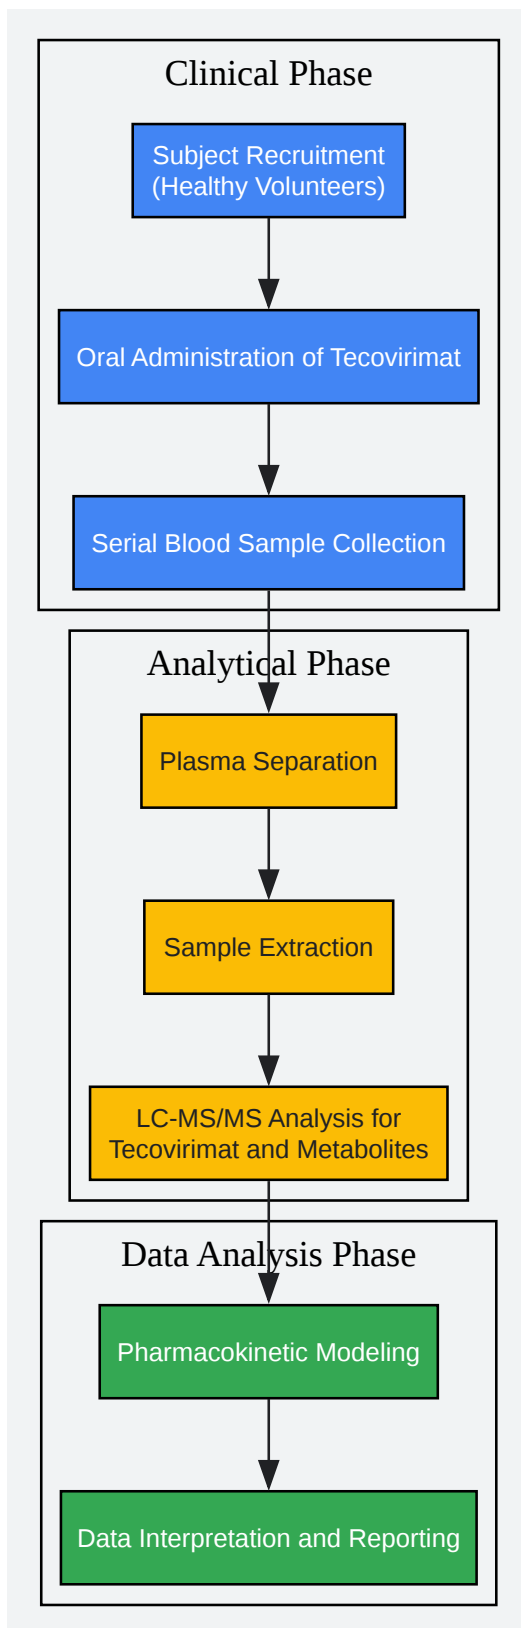 Clinical Phase
Subject Recruitment
(Healthy Volunteers)
Oral Administration of Tecovirimat
Serial Blood Sample Collection
Analytical Phase
Plasma Separation
Sample Extraction
LC-MS/MS Analysis for
Tecovirimat and Metabolites
Data Analysis Phase
Pharmacokinetic Modeling
Data Interpretation and Reporting